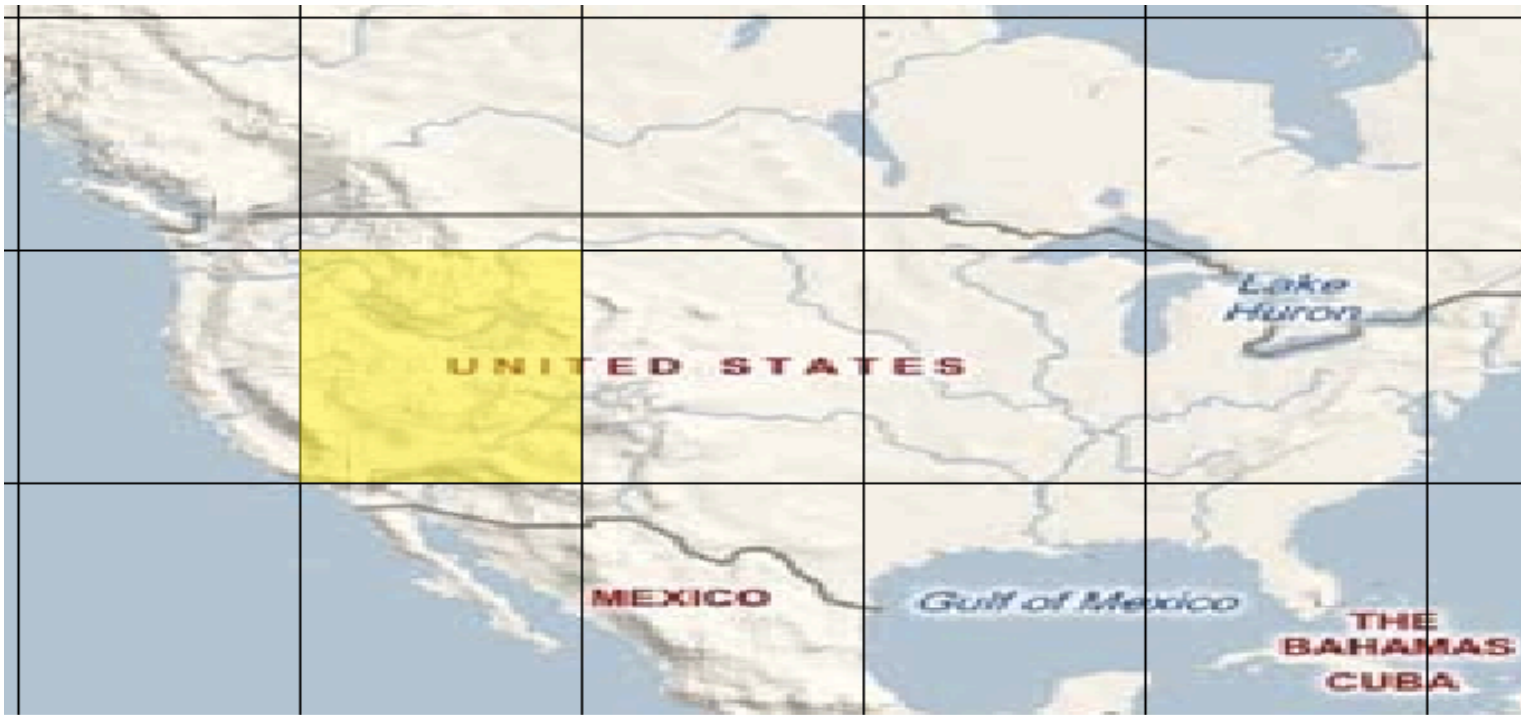 Lake
Huron
UNITED STATES
MEXICO
Gulf of Mexico
THE
BAHAMAS
CUBA